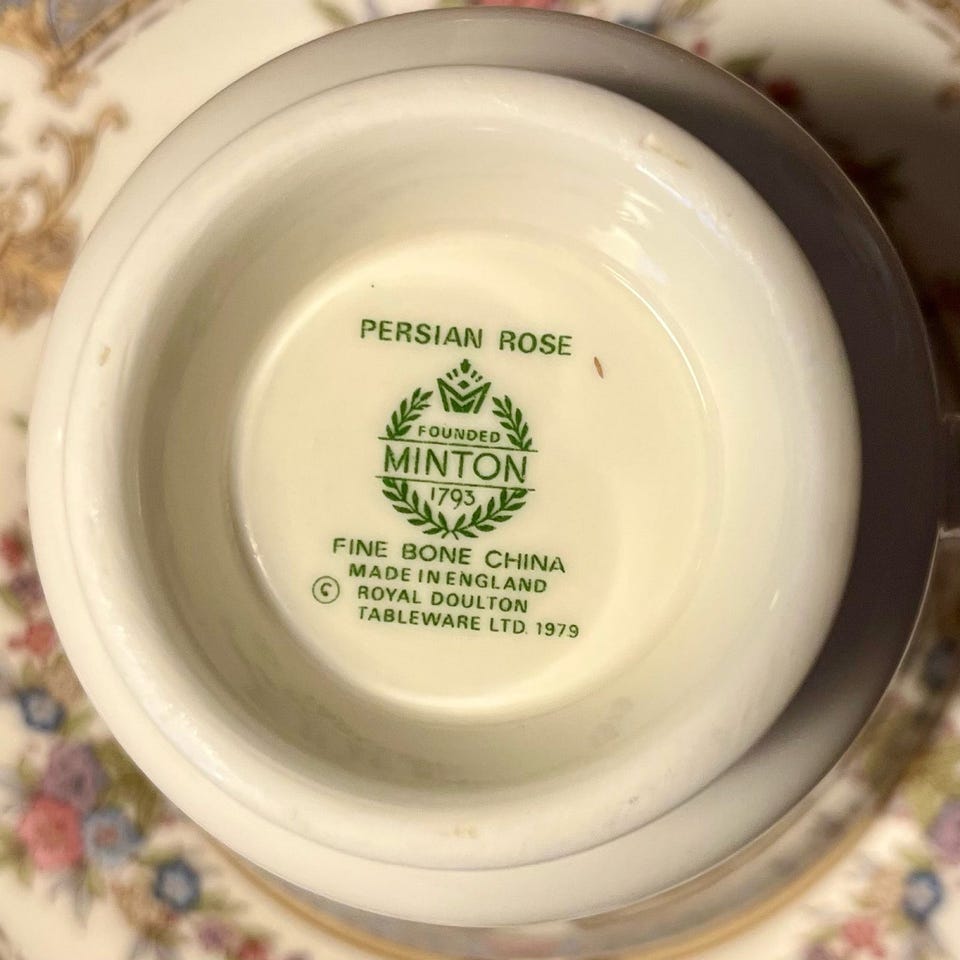 PERSIAN ROSE
FOUNDED
MINTON
1793
FINE BONE CHINA
MADE IN ENGLAND
© ROYAL DOULTON
TABLEWARE LTD. 1979